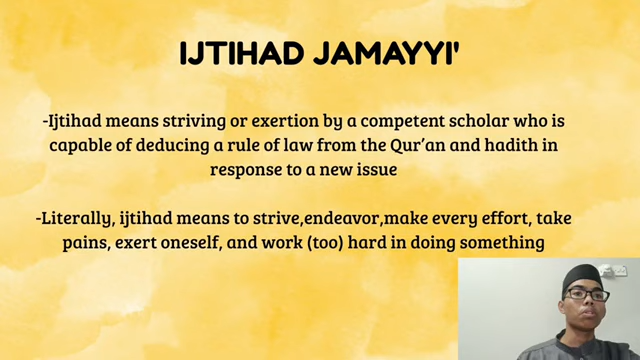 IJTIHAD JAMAYYI'
-Ijtihad means striving or exertion by a competent scholar who is
capable of deducing a rule of law from the Qur’an and hadith in
response to a new issue
-Literally, ijtihad means to strive,endeavor,make every effort, take
pains, exert oneself, and work (too) hard in doing something